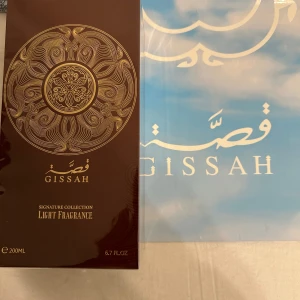 قصة
GISSAH
SIGNATURE COLLECTION
LIGHT FRAGRANCE
e 200ML
6.7 FL.OZ
قصة
GISSAH